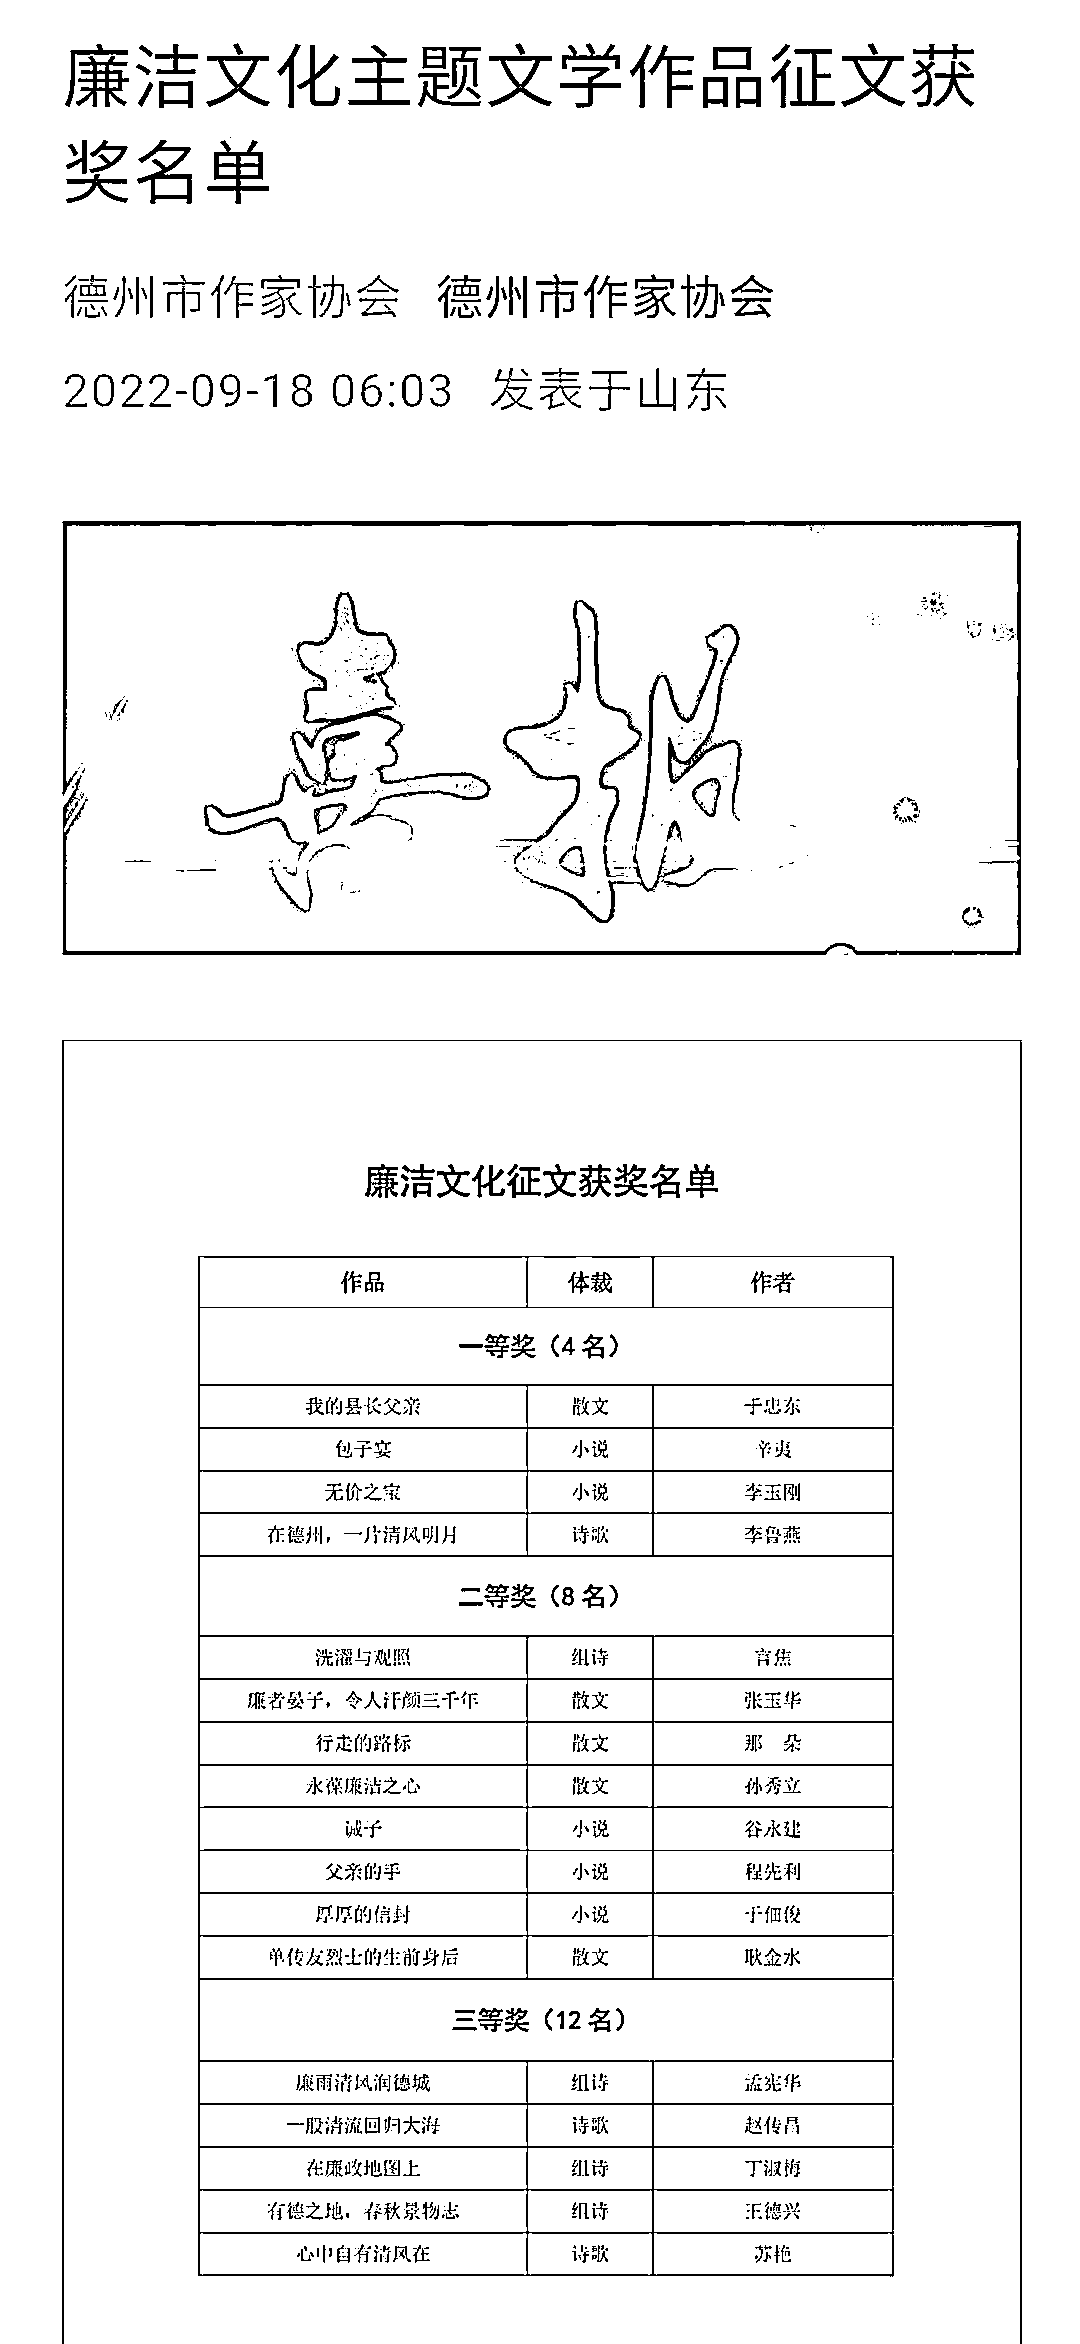 廉洁文化主题文学作品征文获
奖名单
德州市作家协会 德州市作家协会
2022-09-18 06:03 发表于山东
喜报
廉洁文化征文获奖名单
作品 体裁 作者
一等奖（4 名）
我的县长父亲 散文 于忠东
包子宴 小说 辛夷
无价之宝 小说 李玉刚
在德州，一片清风明月 诗歌 李鲁燕
二等奖（8 名）
洗濯与观照 组诗 育焦
廉者晏子，令人汗颜三千年 散文 张玉华
行走的路标 散文 那 朵
永葆廉洁之心 散文 孙秀立
诫子 小说 谷永建
父亲的手 小说 程先利
厚厚的信封 小说 于佃俊
单传友烈士的生前身后 散文 耿金水
三等奖（12 名）
廉雨清风润德城 组诗 孟宪华
一股清流回归大海 诗歌 赵传昌
在廉政地图上 组诗 丁淑梅
有德之地，春秋景物志 组诗 王德兴
心中自有清风在 诗歌 苏艳